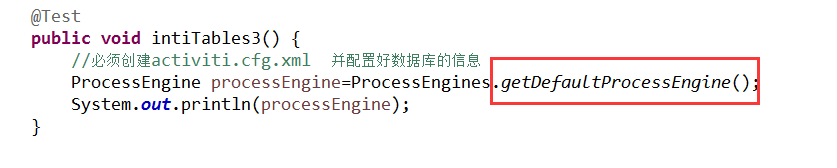 @Test
public void intiTables3() {
//必须创建activiti.cfg.xml  并配置好数据库的信息
ProcessEngine processEngine=ProcessEngines.getDefaultProcessEngine();
System.out.println(processEngine);
}